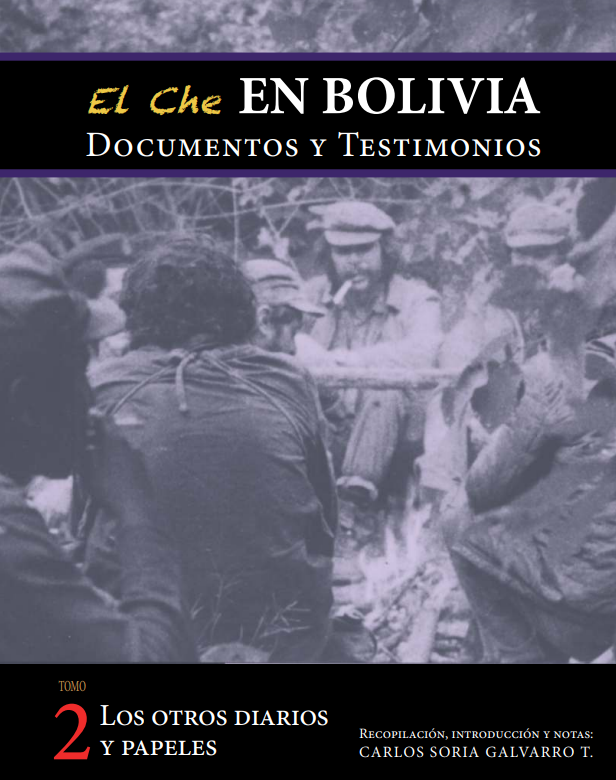 El Che EN BOLIVIA
Documentos y Testimonios
TOMO
2 Los otros diarios
y papeles
Recopilación, introducción y notas:
CARLOS SORIA GALVARRO T.